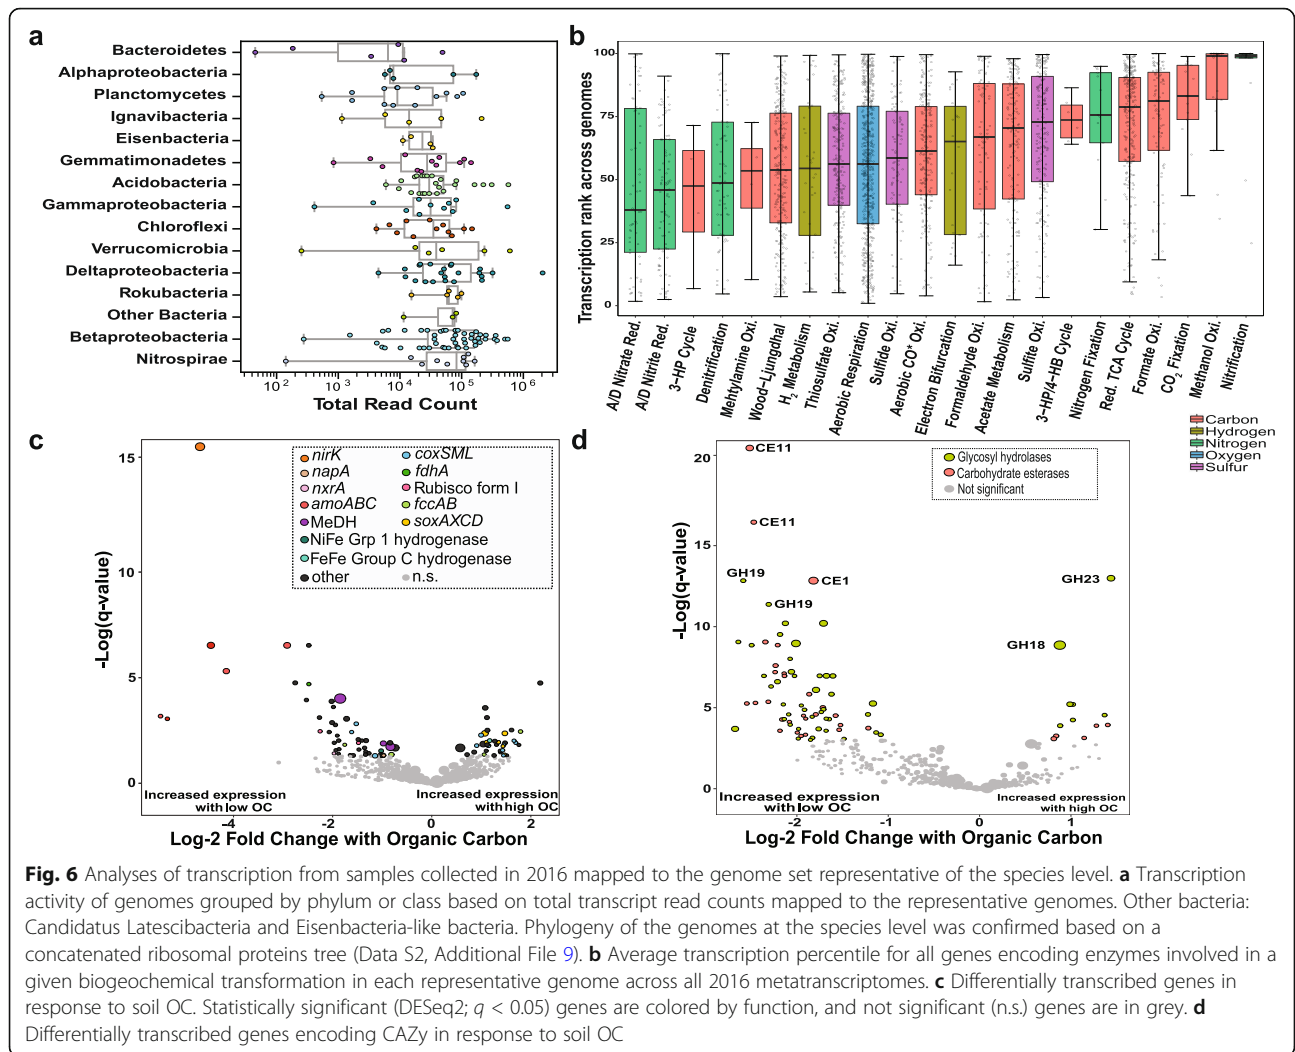 a
Bacteroidetes
Alphaproteobacteria
Planctomycetes
Ignavibacteria
Eisenbacteria
Gemmatimonadetes
Acidobacteria
Gammaproteobacteria
Chloroflexi
Verrucomicrobia
Deltaproteobacteria
Rokubacteria
Other Bacteria
Betaproteobacteria
Nitrospirae
10² 10³ 10⁴ 10⁵ 10⁶
Total Read Count
b
Transcription rank across genomes
100
75
50
25
0
A/D Nitrate Red.
A/D Nitrite Red.
3-HP Cycle
Denitrification
Mehtylamine Oxi.
Wood-Ljungdhal
H₂ Metabolism
Thiosulfate Oxi.
Aerobic Respiration
Sulfide Oxi.
Aerobic CO⁺ Oxi.
Electron Bifurcation
Formaldehyde Oxi.
Acetate Metabolism
Sulfite Oxi.
3-HP/4-HB Cycle
Nitrogen Fixation
Red. TCA Cycle
Formate Oxi.
CO₂ Fixation
Methanol Oxi.
Nitrification
Carbon
Hydrogen
Nitrogen
Oxygen
Sulfur
c
-Log(q-value)
15
10
5
0
nirK coxSML
napA fdhA
nxrA Rubisco form I
amoABC fccAB
MeDH soxAXCD
NiFe Grp 1 hydrogenase
FeFe Group C hydrogenase
other n.s.
Increased expression with low OC
Increased expression with high OC
-4 -2 0 2
Log-2 Fold Change with Organic Carbon
d
-Log(q-value)
20
15
10
5
0
Glycosyl hydrolases
Carbohydrate esterases
Not significant
CE11
CE11
GH19
CE1
GH23
GH19
GH18
Increased expression with low OC
Increased expression with high OC
-2 -1 0 1
Log-2 Fold Change with Organic Carbon
Fig. 6 Analyses of transcription from samples collected in 2016 mapped to the genome set representative of the species level. a Transcription
activity of genomes grouped by phylum or class based on total transcript read counts mapped to the representative genomes. Other bacteria:
Candidatus Latescibacteria and Eisenbacteria-like bacteria. Phylogeny of the genomes at the species level was confirmed based on a
concatenated ribosomal proteins tree (Data S2, Additional File 9). b Average transcription percentile for all genes encoding enzymes involved in a
given biogeochemical transformation in each representative genome across all 2016 metatranscriptomes. c Differentially transcribed genes in
response to soil OC. Statistically significant (DESeq2; q < 0.05) genes are colored by function, and not significant (n.s.) genes are in grey. d
Differentially transcribed genes encoding CAZy in response to soil OC